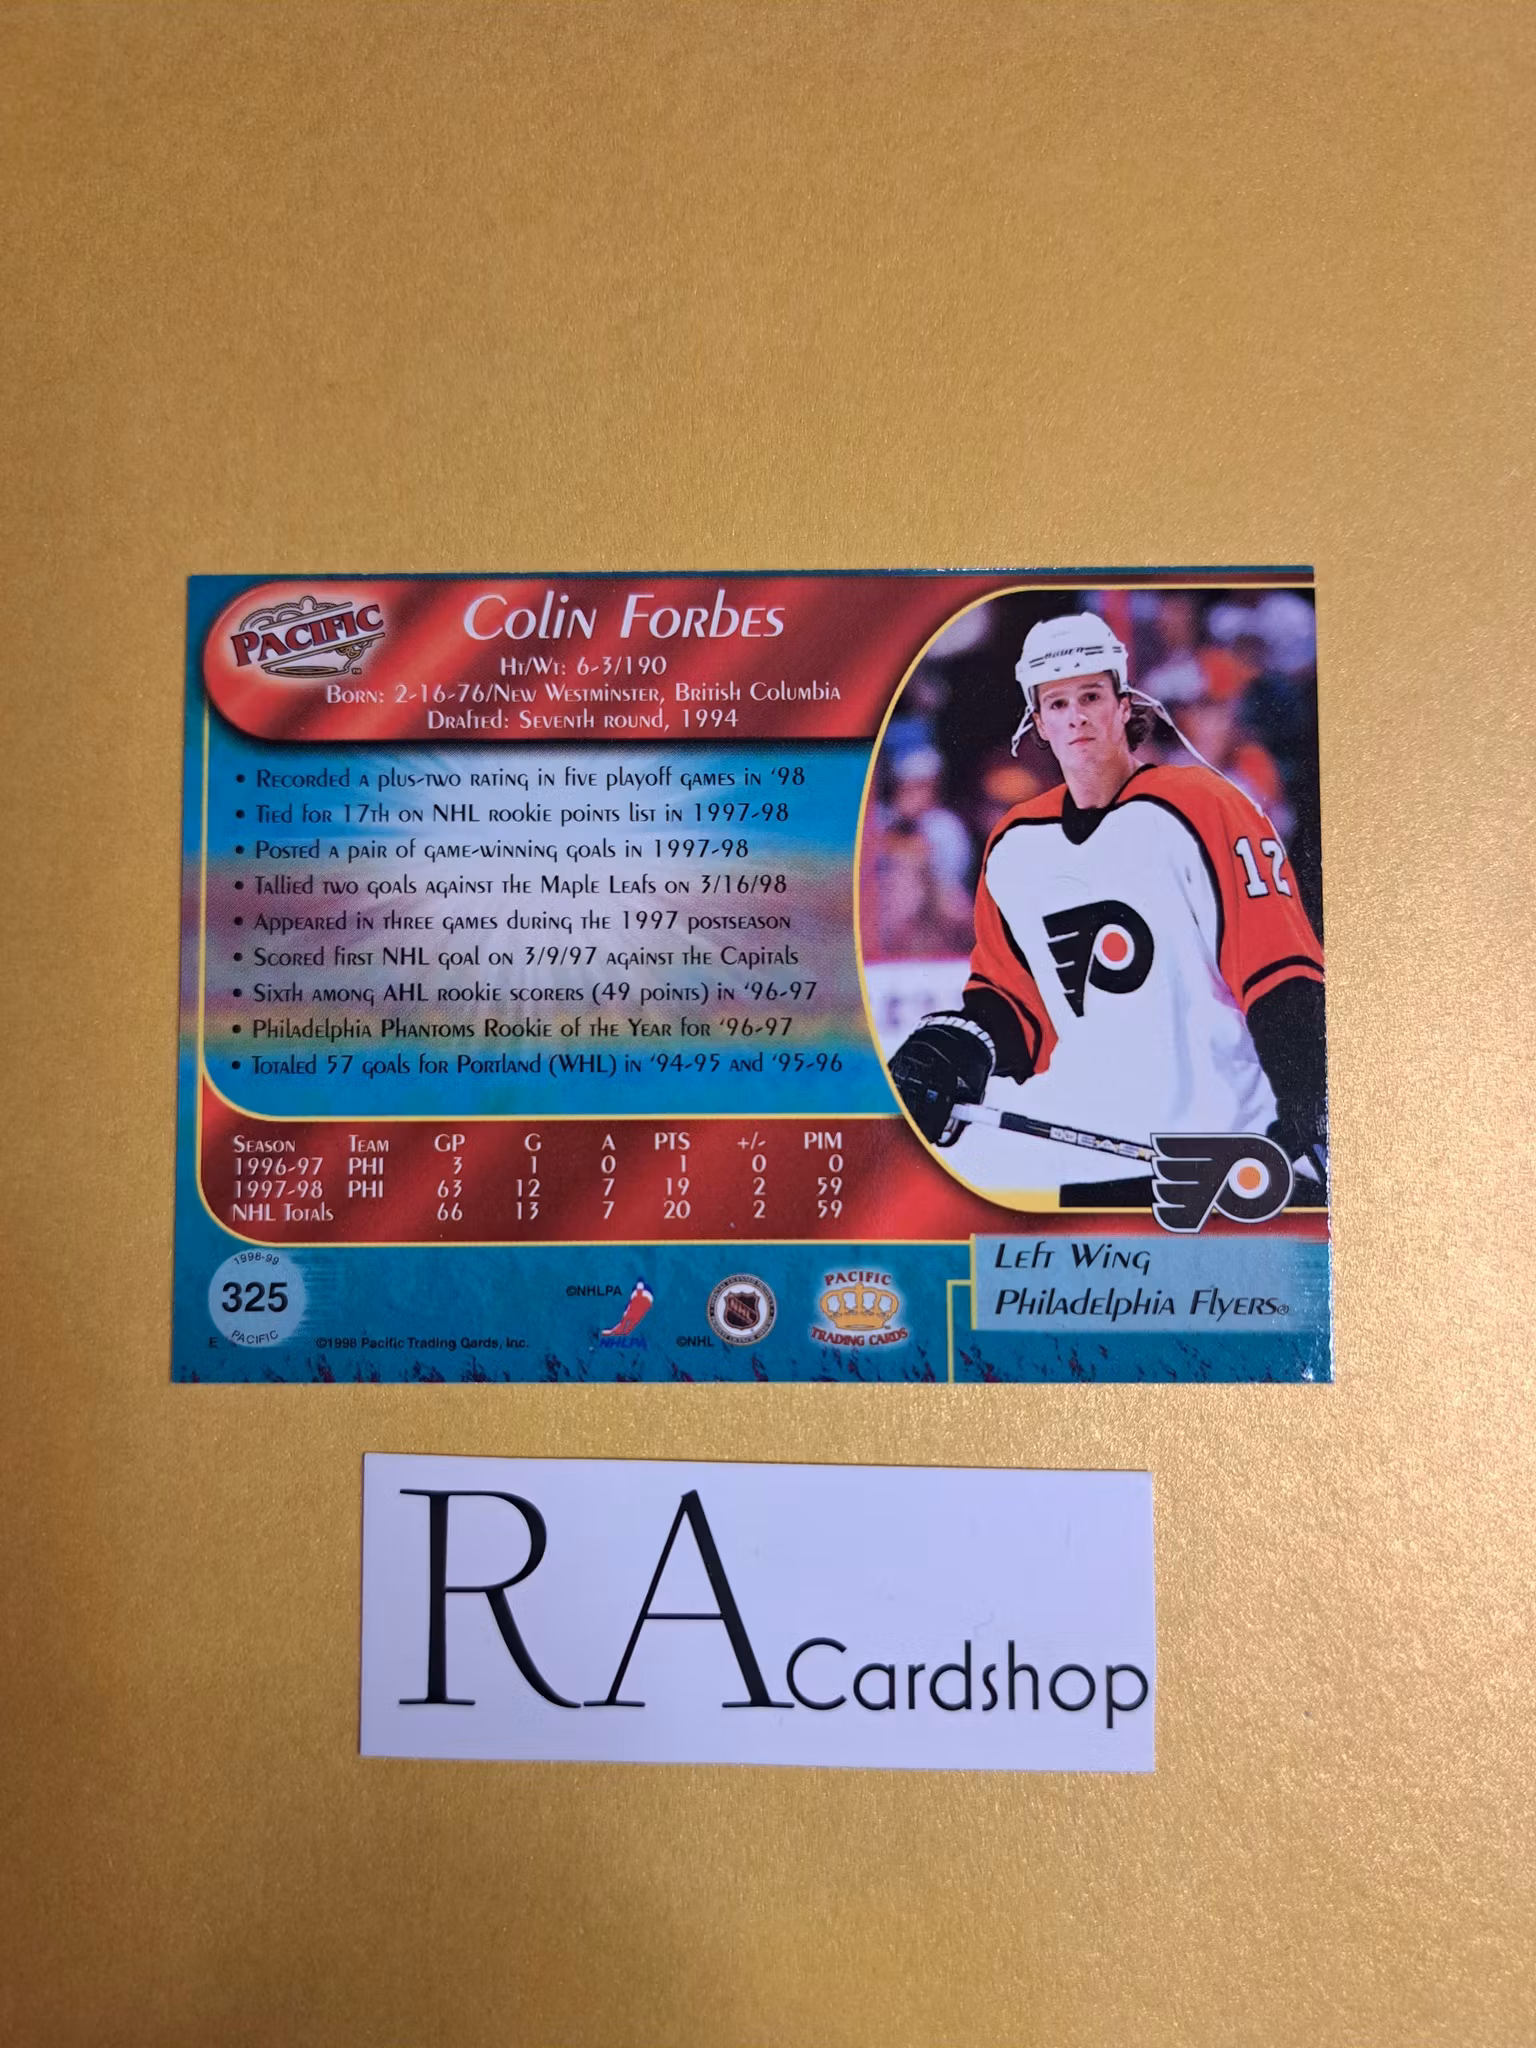 PACIFIC
Colin Forbes
Ht/Wt: 6-3/190
Born: 2-16-76/New Westminster, British Columbia
Drafted: Seventh round, 1994
BAUER
12
• Recorded a plus-two rating in five playoff games in '98
• Tied for 17th on NHL rookie points list in 1997-98
• Posted a pair of game-winning goals in 1997-98
• Tallied two goals against the Maple Leafs on 3/16/98
• Appeared in three games during the 1997 postseason
• Scored first NHL goal on 3/9/97 against the Capitals
• Sixth among AHL rookie scorers (49 points) in '96-97
• Philadelphia Phantoms Rookie of the Year for '96-97
• Totaled 57 goals for Portland (WHL) in '94-95 and '95-96
Season Team GP G A PTS +/- PIM
1996-97 PHI 3 1 0 1 0 0
1997-98 PHI 63 12 7 19 2 59
NHL Totals 66 13 7 20 2 59
Left Wing
Philadelphia Flyers®
1998-99
325
PACIFIC
E ©1998 Pacific Trading Cards, Inc.
©NHLPA
NHLPA
©NHL
NHL
PACIFIC
TRADING CARDS
RA Cardshop